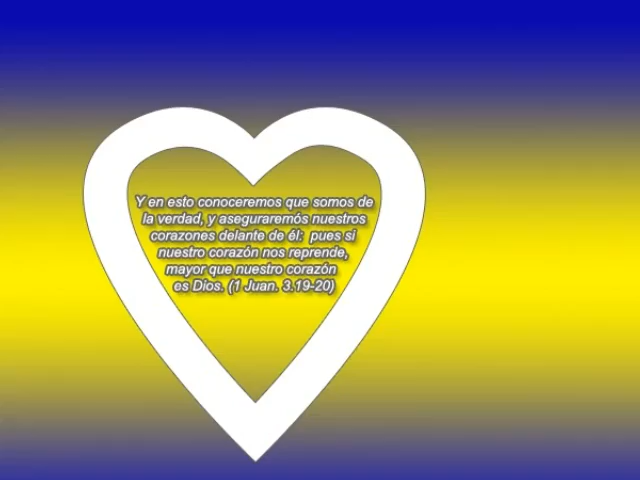 Y en esto conoceremos que somos de
la verdad, y aseguraremós nuestros
corazones delante de él: pues si
nuestro corazón nos reprende,
mayor que nuestro corazón
es Dios. (1 Juan. 3.19-20)